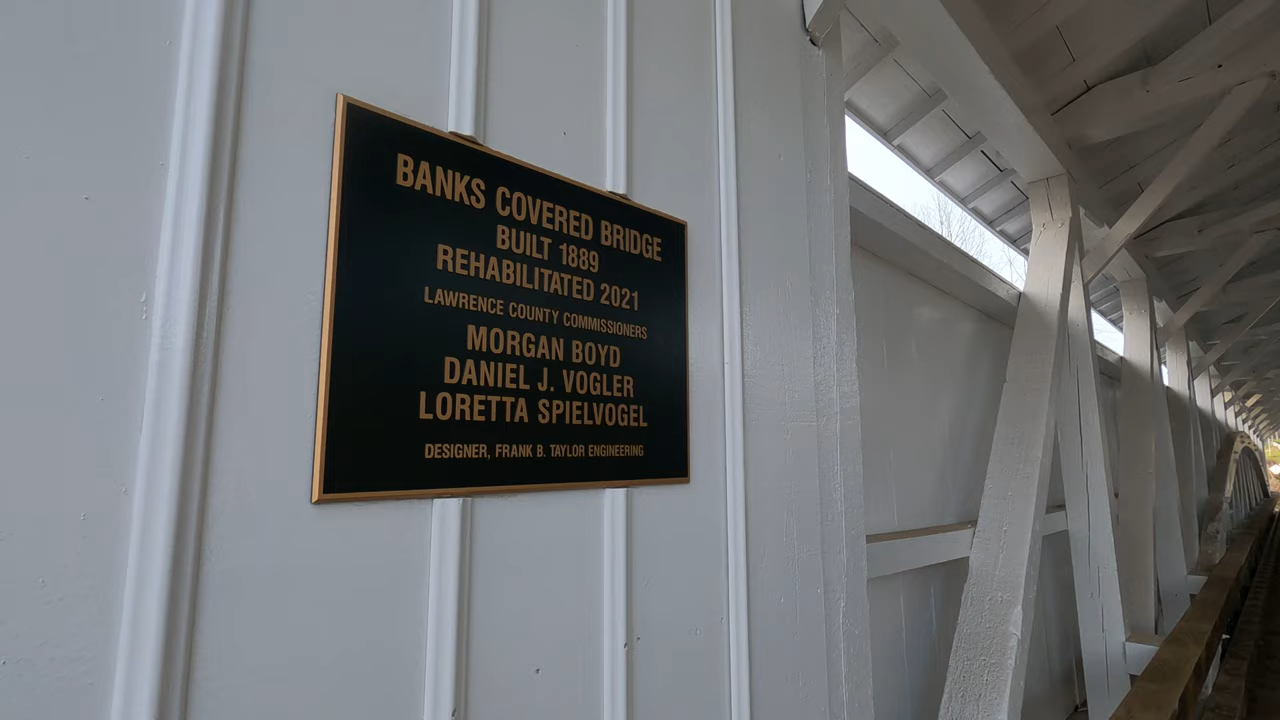 BANKS COVERED BRIDGE
BUILT 1889
REHABILITATED 2021
LAWRENCE COUNTY COMMISSIONERS
MORGAN BOYD
DANIEL J. VOGLER
LORETTA SPIELVOGEL
DESIGNER, FRANK B. TAYLOR ENGINEERING